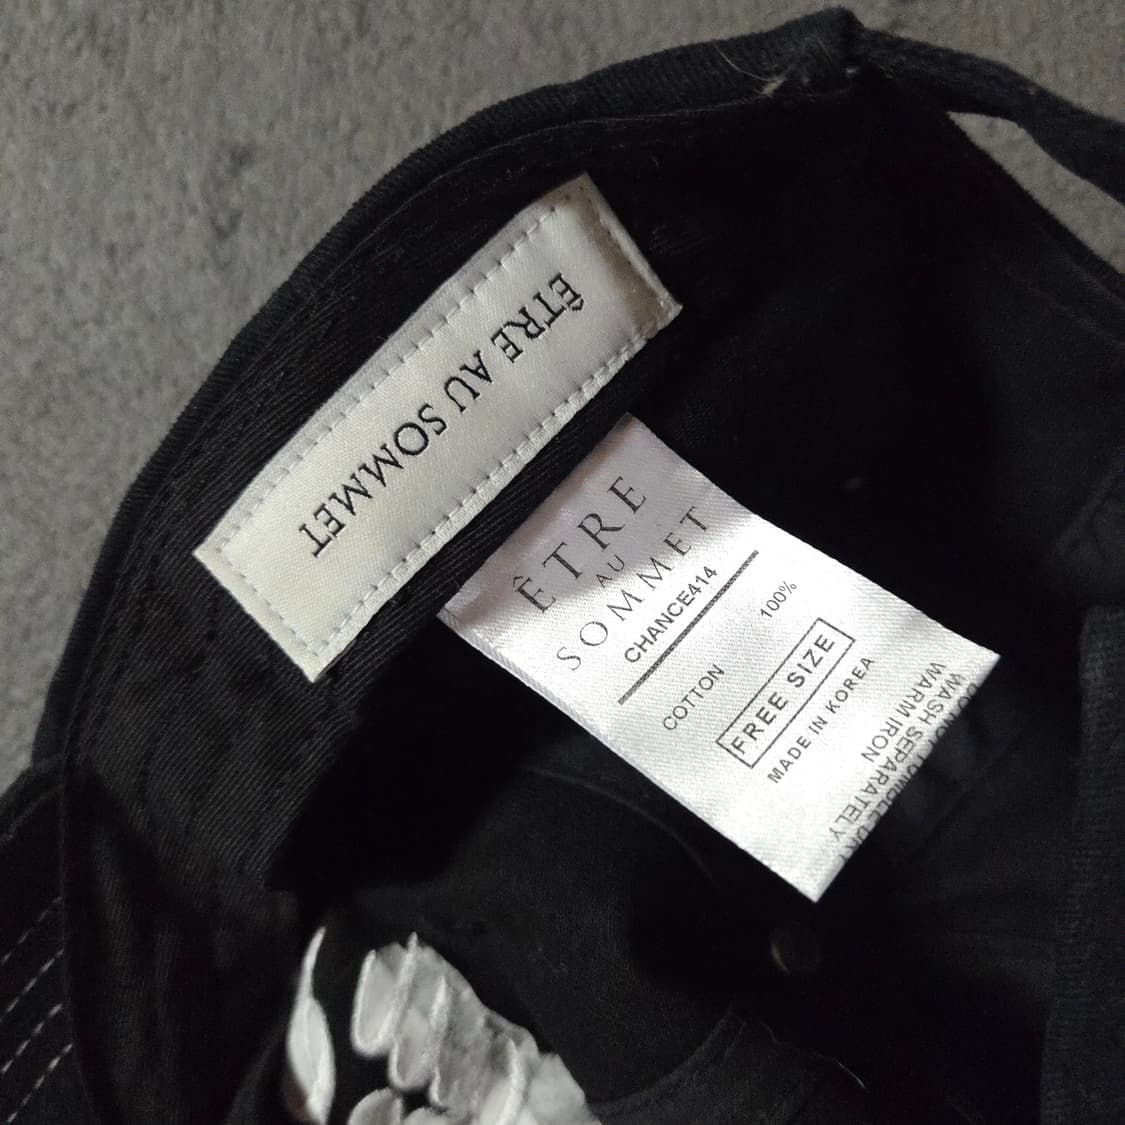 ÊTRE AU SOMMET
ÊTRE
AU
SOMMET
CHANCE414
COTTON 100%
FREE SIZE
MADE IN KOREA
WARM IRON
WASH SEPARATELY